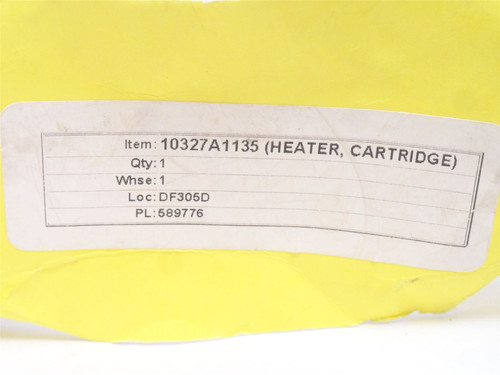 Item: 10327A1135 (HEATER, CARTRIDGE)
Qty: 1
Whse: 1
Loc: DF305D
PL: 589776